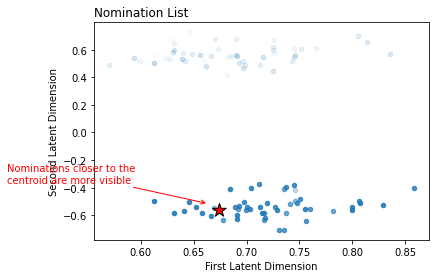 Nomination List
Second Latent Dimension
0.6
0.4
0.2
0.0
−0.2
−0.4
−0.6
Nominations closer to the
centroid are more visible
0.60
0.65
0.70
0.75
0.80
0.85
First Latent Dimension